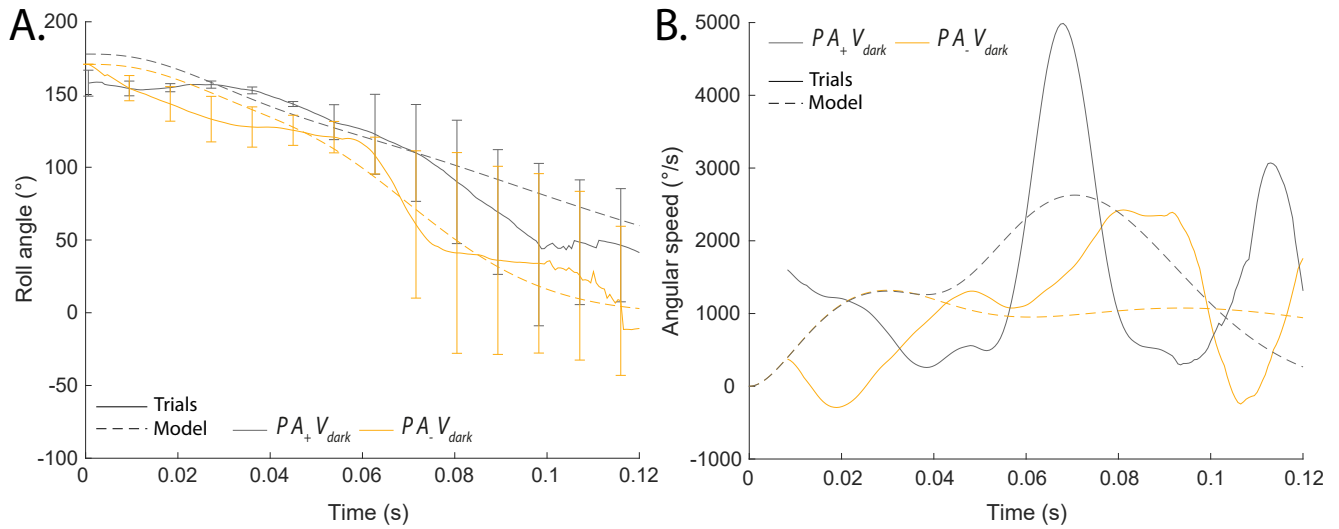 A.
200
150
100
50
0
-50
-100
Roll angle (°)
0
0.02
0.04
0.06
0.08
0.1
0.12
Time (s)
Trials
Model
PA+ Vdark
PA- Vdark
B.
5000
4000
3000
2000
1000
0
-1000
Angular speed (°/s)
0
0.02
0.04
0.06
0.08
0.1
0.12
Time (s)
PA+ Vdark
PA- Vdark
Trials
Model